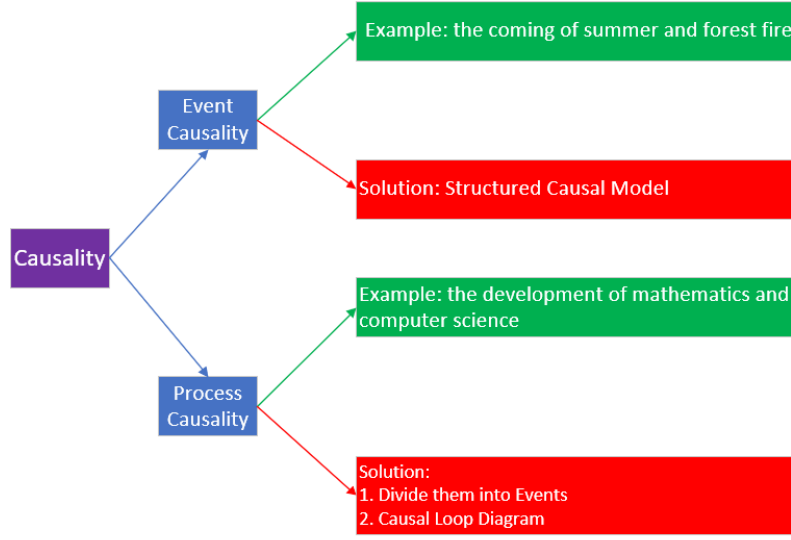 Example: the coming of summer and forest fire
Event
Causality
Solution: Structured Causal Model
Causality
Example: the development of mathematics and
computer science
Process
Causality
Solution:
1. Divide them into Events
2. Causal Loop Diagram